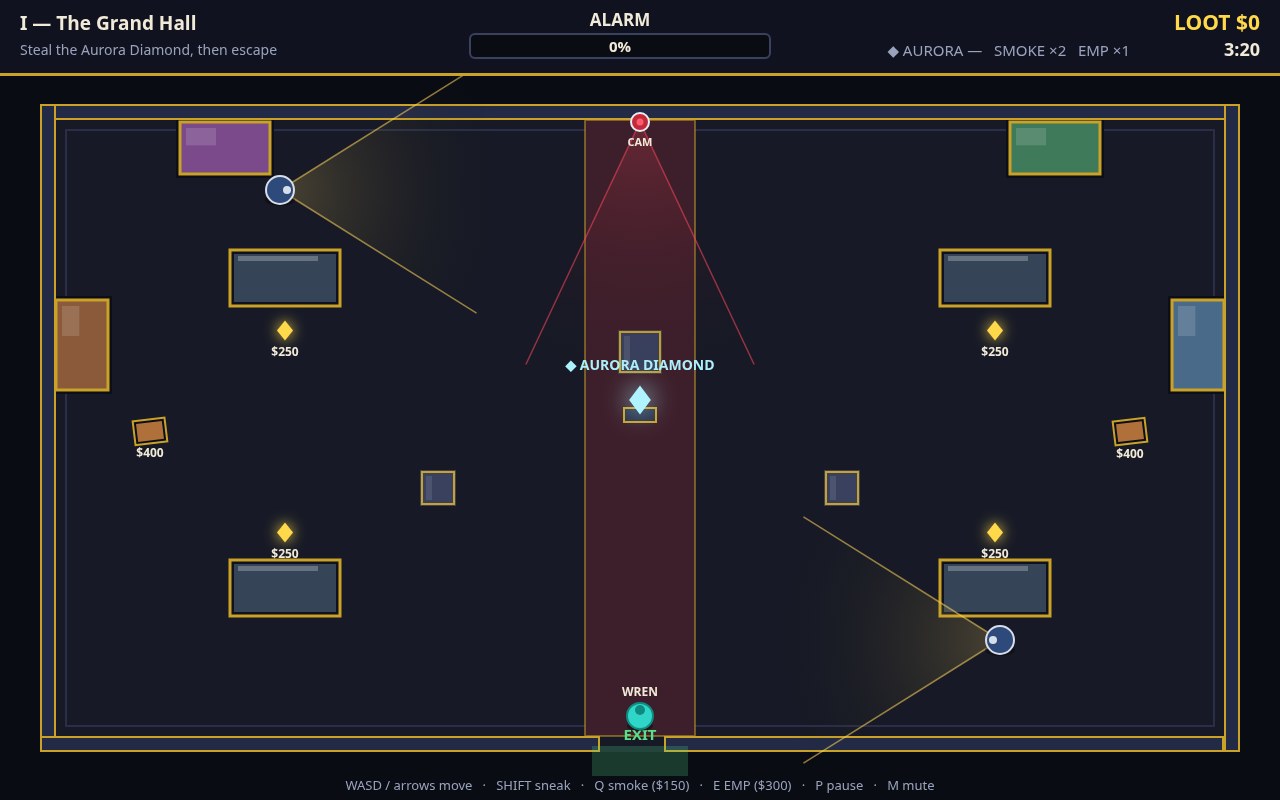 I — The Grand Hall
Steal the Aurora Diamond, then escape
ALARM
0%
LOOT $0
◆ AURORA — SMOKE ×2 EMP ×1
3:20
CAM
$250
$250
◆ AURORA DIAMOND
$400
$400
$250
$250
WREN
EXIT
WASD / arrows move · SHIFT sneak · Q smoke ($150) · E EMP ($300) · P pause · M mute